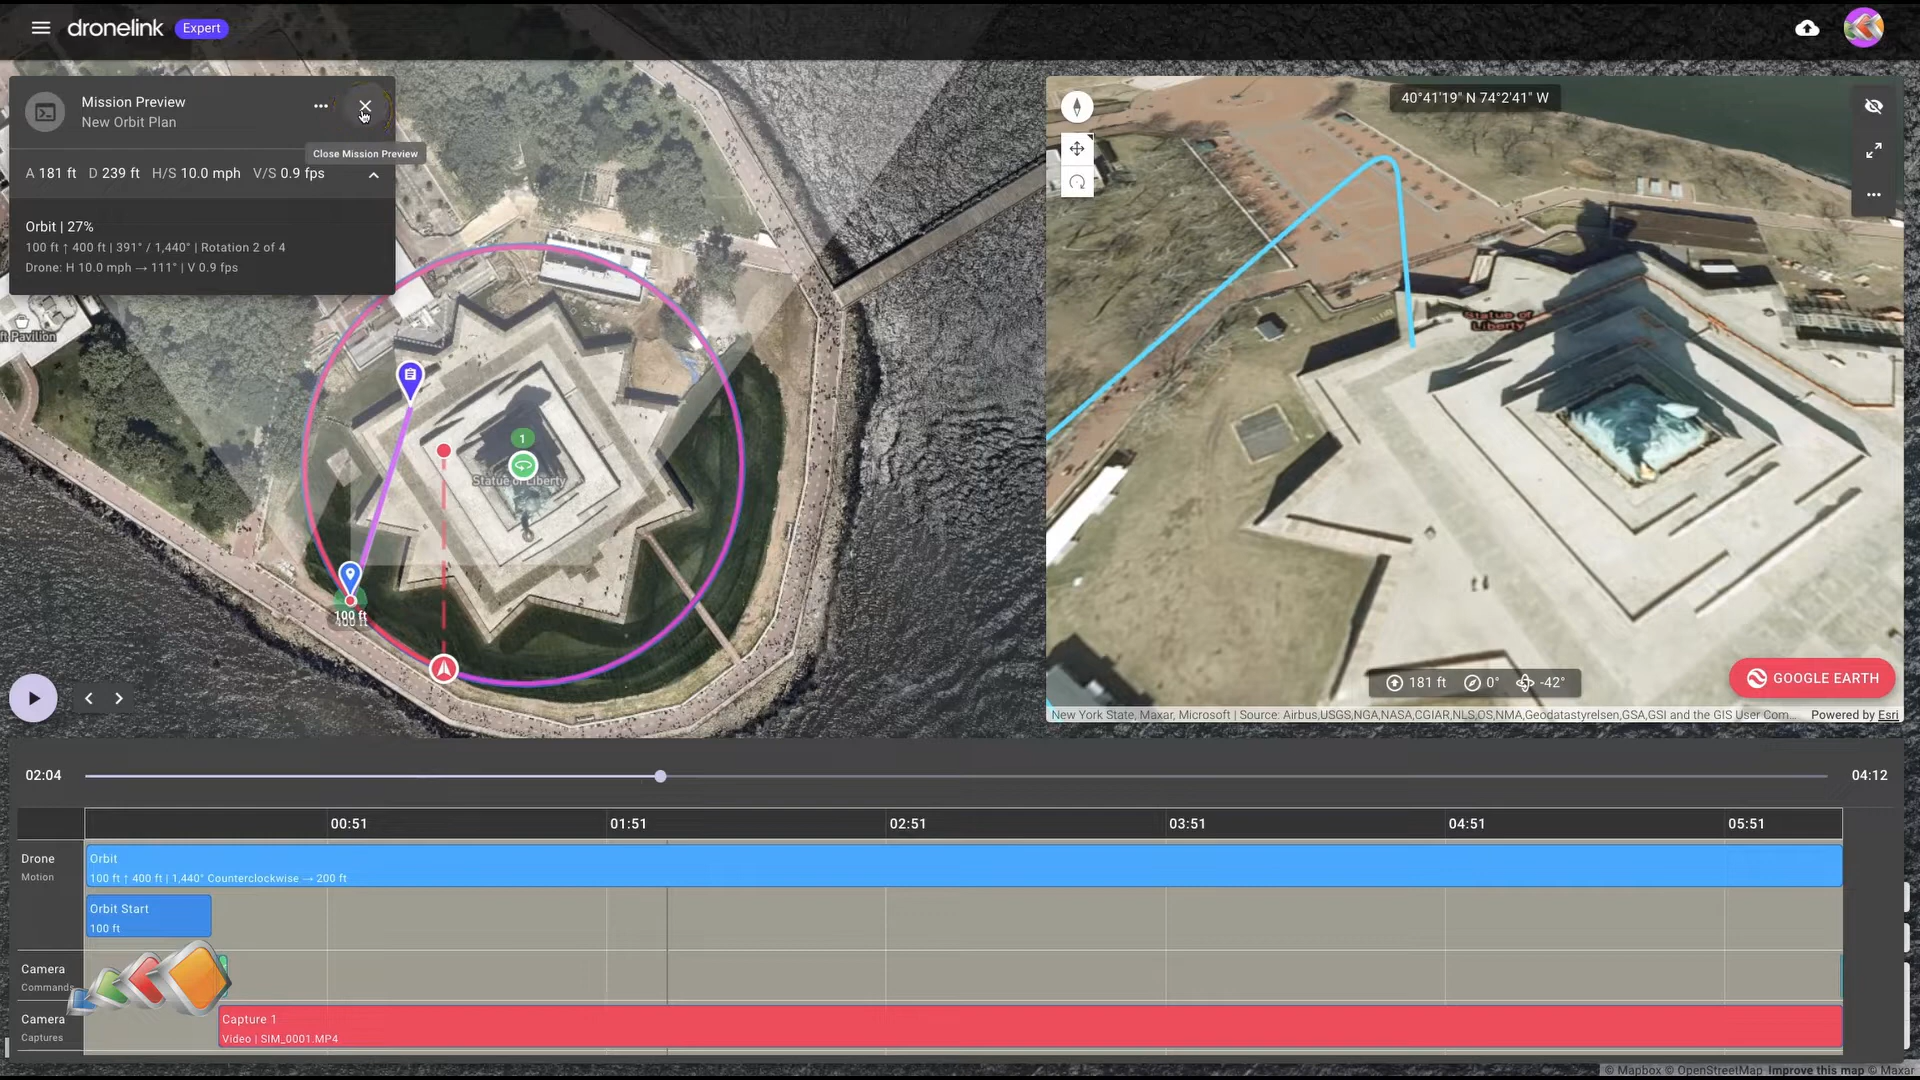 dronelink Expert
Mission Preview
New Orbit Plan
Close Mission Preview
A 181 ft D 239 ft H/S 10.0 mph V/S 0.9 fps
Orbit | 27%
100 ft ↑ 400 ft | 391° / 1,440° | Rotation 2 of 4
Drone: H 10.0 mph → 111° | V 0.9 fps
ft Pavilion
1
Statue of Liberty
100 ft
40°41'19" N 74°2'41" W
Statue of
Liberty
181 ft 0° -42°
GOOGLE EARTH
New York State, Maxar, Microsoft | Source: Airbus,USGS,NGA,NASA,CGIAR,NLS,OS,NMA,Geodatastyrelsen,GSA,GSI and the GIS User Com... Powered by Esri
02:04 04:12
00:51 01:51 02:51 03:51 04:51 05:51
Drone
Motion
Orbit
100 ft ↑ 400 ft | 1,440° Counterclockwise → 200 ft
Orbit Start
100 ft
Camera
Commands
Camera
Captures
Capture 1
Video | SIM_0001.MP4
© Mapbox © OpenStreetMap Improve this map © Maxar